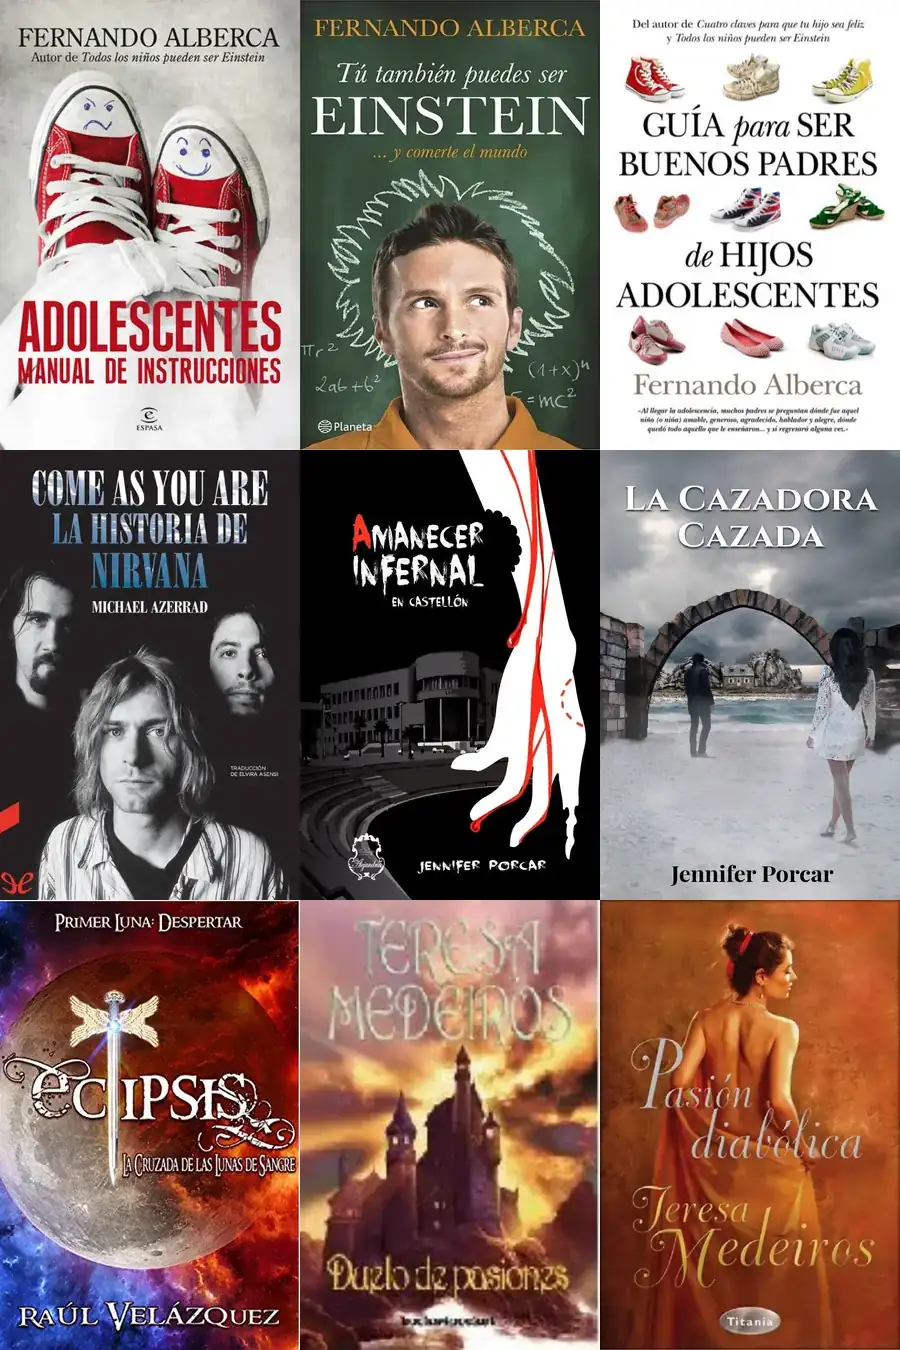 FERNANDO ALBERCA
Autor de Todos los niños pueden ser Einstein
ADOLESCENTES
MANUAL DE INSTRUCCIONES
e
ESPASA
FERNANDO ALBERCA
Tú también puedes ser
EINSTEIN
... y comerte el mundo
πr²
2ab+b²
(1+x)ⁿ
E=mc²
Planeta
Del autor de Cuatro claves para que tu hijo sea feliz
y Todos los niños pueden ser Einstein
GUÍA para SER
BUENOS PADRES
de HIJOS
ADOLESCENTES
Fernando Alberca
«Al llegar la adolescencia, muchos padres se preguntan dónde fue aquel
niño (o niña) amable, generoso, agradecido, hablador y alegre, dónde
quedó todo aquello que le enseñaron... y si regresará alguna vez.»
COME AS YOU ARE
LA HISTORIA DE
NIRVANA
MICHAEL AZERRAD
TRADUCCIÓN
DE ELVIRA ASENSI
AMANECER
INFERNAL
EN CASTELLÓN
JENNIFER PORCAR
LA CAZADORA
CAZADA
Jennifer Porcar
PRIMER LUNA: DESPERTAR
ECLIPSIS
LA CRUZADA DE LAS LUNAS DE SANGRE
RAÚL VELÁZQUEZ
TERESA
MEDEIROS
Duelo de pasiones
Pasión
diabólica
Teresa
Medeiros
Titania